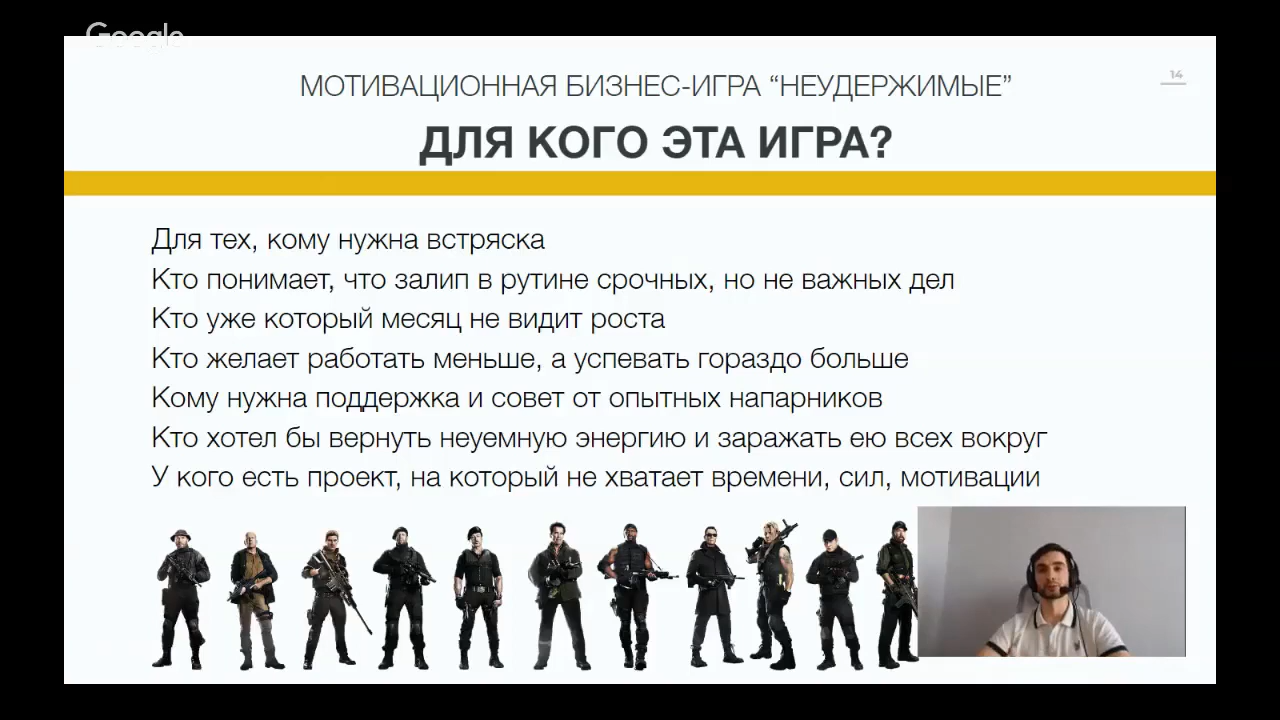 Google
МОТИВАЦИОННАЯ БИЗНЕС-ИГРА “НЕУДЕРЖИМЫЕ”
14
ДЛЯ КОГО ЭТА ИГРА?
Для тех, кому нужна встряска
Кто понимает, что залип в рутине срочных, но не важных дел
Кто уже который месяц не видит роста
Кто желает работать меньше, а успевать гораздо больше
Кому нужна поддержка и совет от опытных напарников
Кто хотел бы вернуть неуемную энергию и заражать ею всех вокруг
У кого есть проект, на который не хватает времени, сил, мотивации